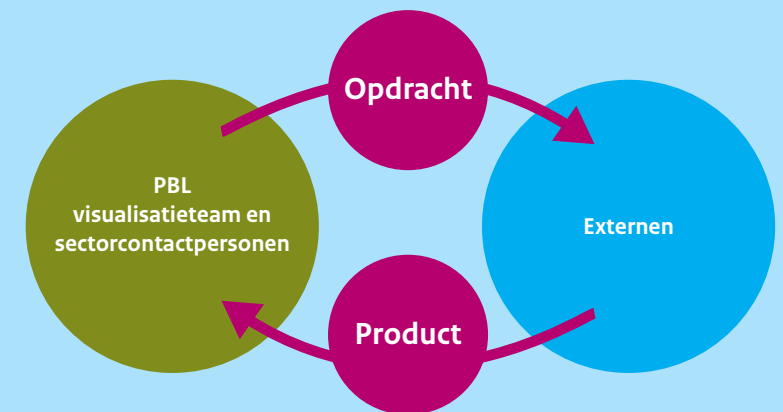 Opdracht
PBL
visualisatieteam en
sectorcontactpersonen
Externen
Product